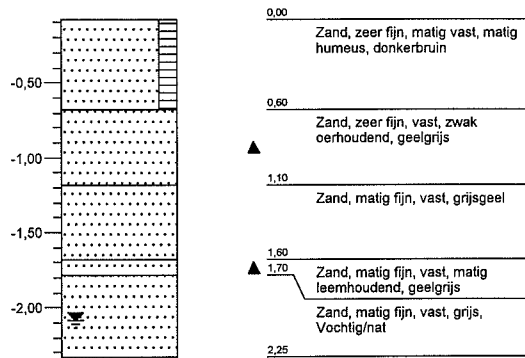 0,00
Zand, zeer fijn, matig vast, matig
humeus, donkerbruin
-0,50
0,60
Zand, zeer fijn, vast, zwak
oerhoudend, geelgrijs
-1,00
1,10
Zand, matig fijn, vast, grijsgeel
-1,50
1,60
1,70
Zand, matig fijn, vast, matig
leemhoudend, geelgrijs
-2,00
Zand, matig fijn, vast, grijs,
Vochtig/nat
2,25